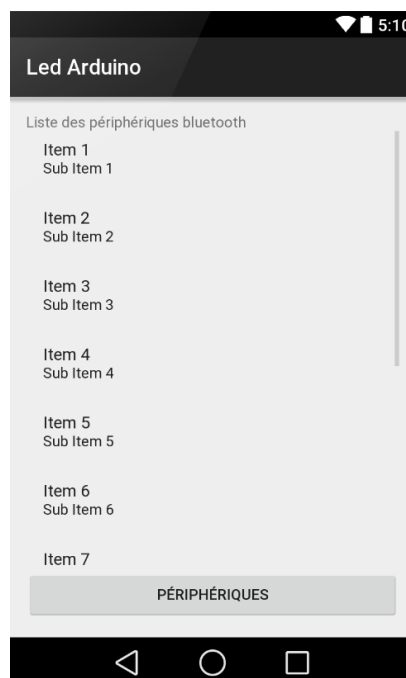 5:10
Led Arduino
Liste des périphériques bluetooth
Item 1
Sub Item 1
Item 2
Sub Item 2
Item 3
Sub Item 3
Item 4
Sub Item 4
Item 5
Sub Item 5
Item 6
Sub Item 6
Item 7
PÉRIPHÉRIQUES